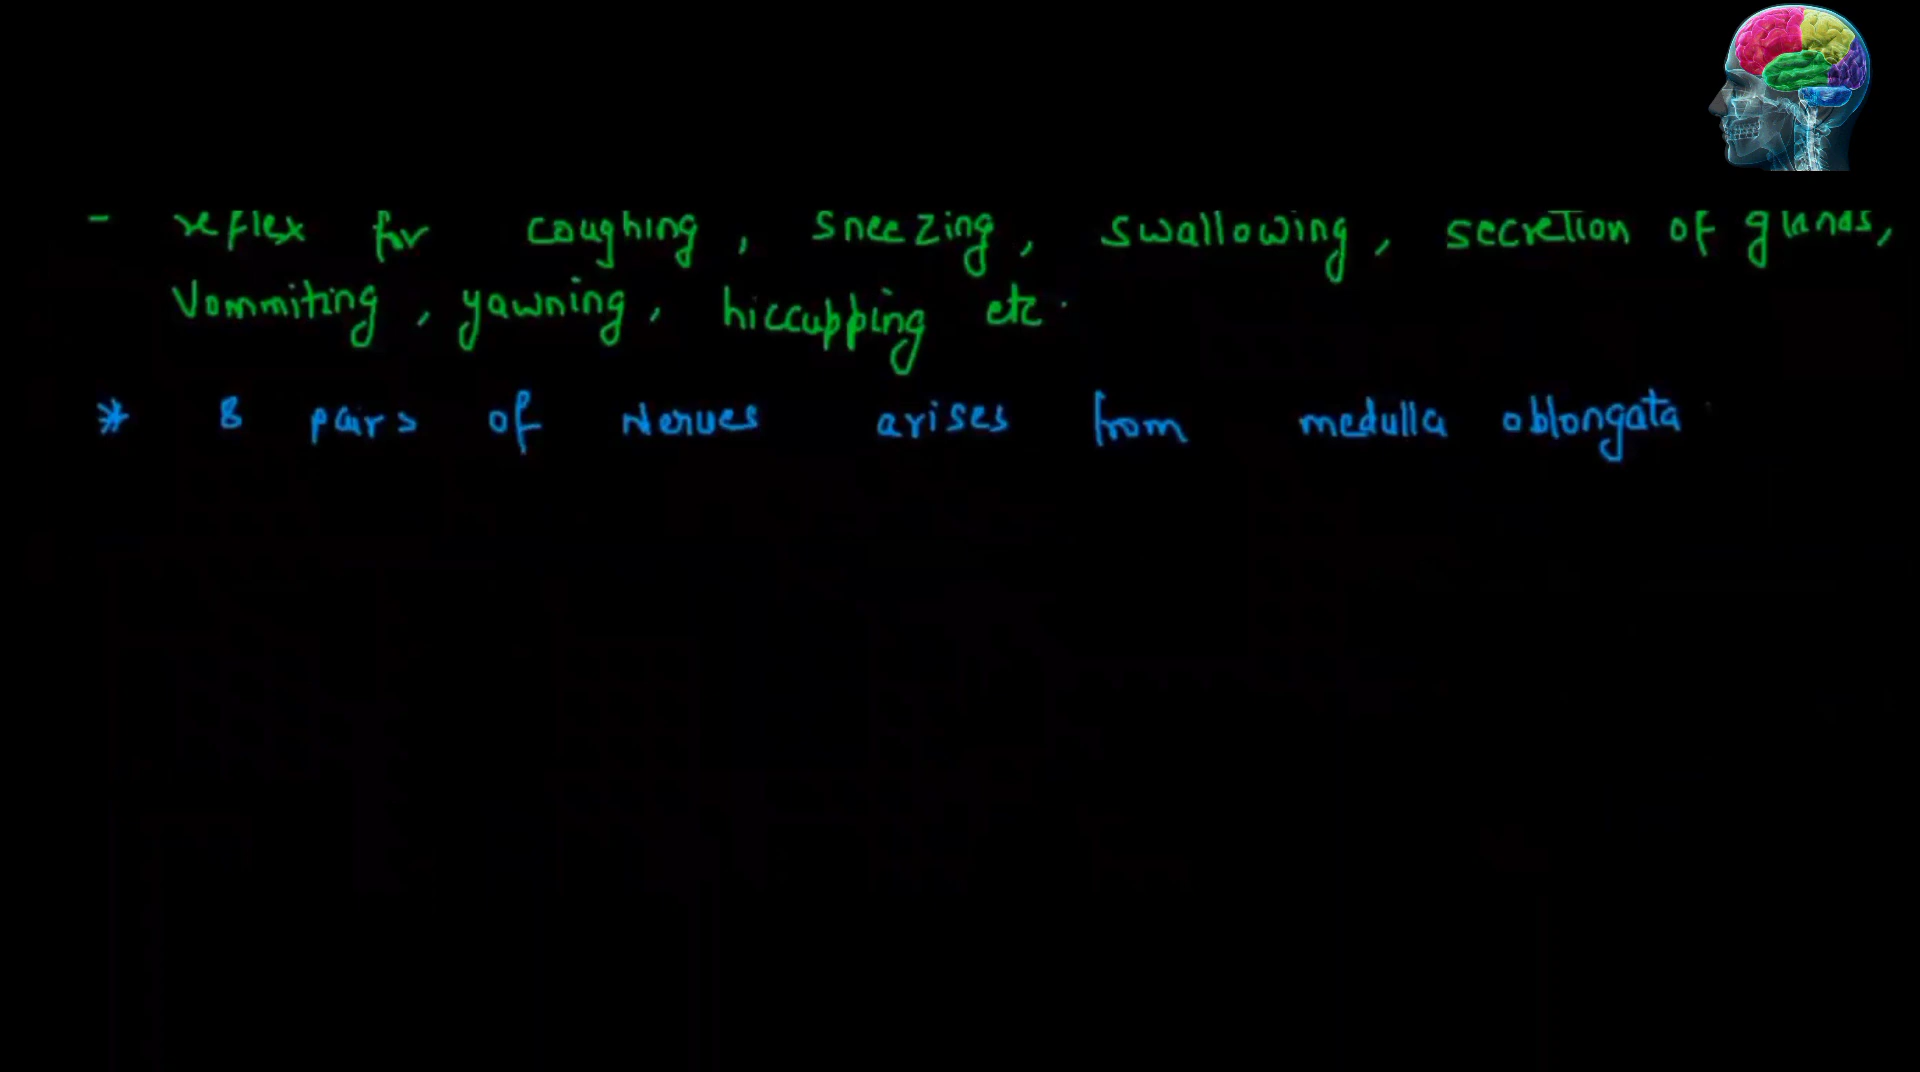 - reflex for coughing, sneezing, swallowing, secretion of glands,
Vommiting, yawning, hiccupping etc.
* 8 pairs of Nerves arises from medulla oblongata